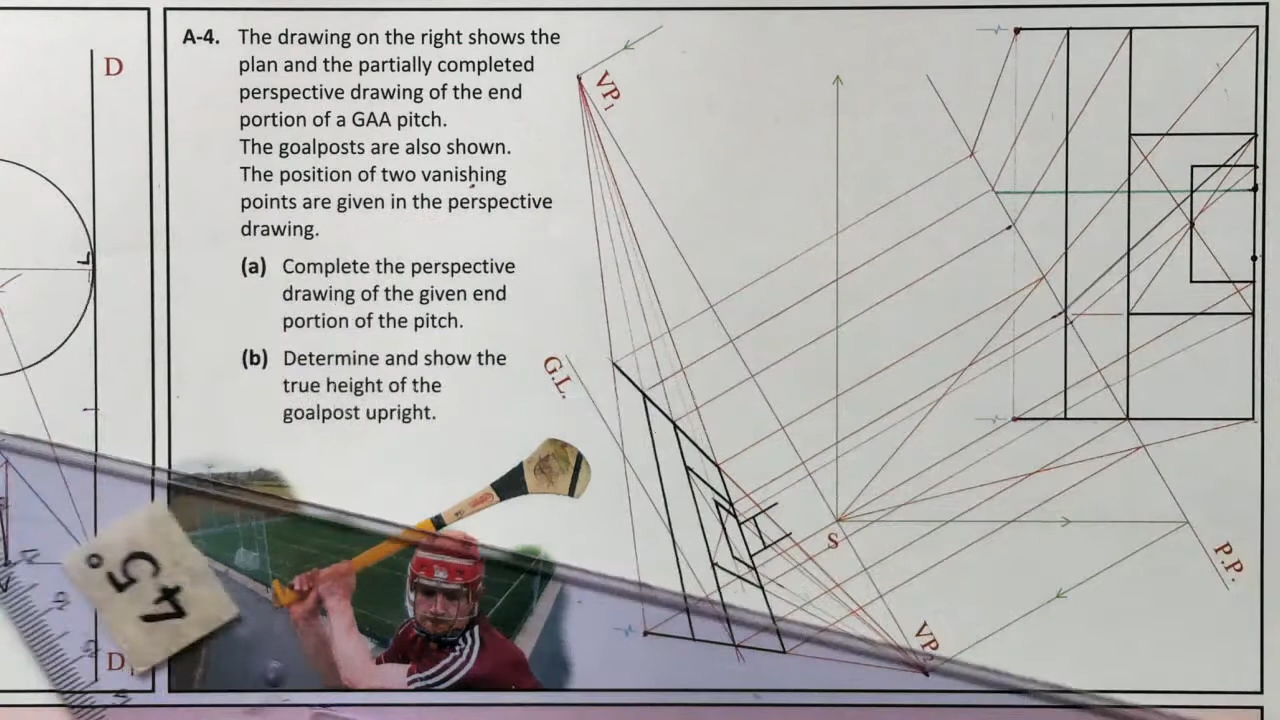 A-4. The drawing on the right shows the
plan and the partially completed
perspective drawing of the end
portion of a GAA pitch.
The goalposts are also shown.
The position of two vanishing
points are given in the perspective
drawing.
(a) Complete the perspective
drawing of the given end
portion of the pitch.
(b) Determine and show the
true height of the
goalpost upright.
D
L
D1
45°
VP1
G.L.
S
VP
P.P.